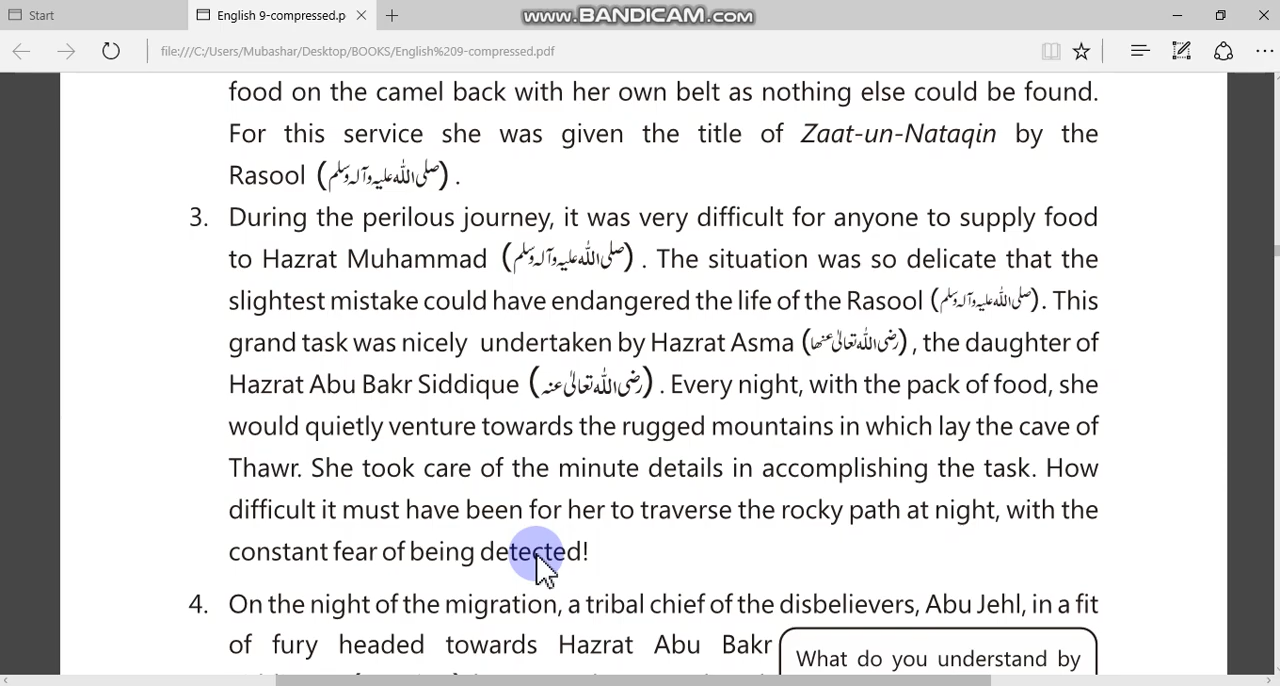 Start
English 9-compressed.p
www.BANDICAM.com
file:///C:/Users/Mubashar/Desktop/BOOKS/English%209-compressed.pdf
food on the camel back with her own belt as nothing else could be found.
For this service she was given the title of Zaat-un-Nataqin by the
Rasool (صلی اللہ علیہ وآلہ وسلم) .
3. During the perilous journey, it was very difficult for anyone to supply food
to Hazrat Muhammad (صلی اللہ علیہ وآلہ وسلم) . The situation was so delicate that the
slightest mistake could have endangered the life of the Rasool (صلی اللہ علیہ وآلہ وسلم). This
grand task was nicely undertaken by Hazrat Asma (رضی اللہ تعالیٰ عنھا) , the daughter of
Hazrat Abu Bakr Siddique (رضی اللہ تعالیٰ عنہ) . Every night, with the pack of food, she
would quietly venture towards the rugged mountains in which lay the cave of
Thawr. She took care of the minute details in accomplishing the task. How
difficult it must have been for her to traverse the rocky path at night, with the
constant fear of being detected!
4. On the night of the migration, a tribal chief of the disbelievers, Abu Jehl, in a fit
of fury headed towards Hazrat Abu Bakr
What do you understand by